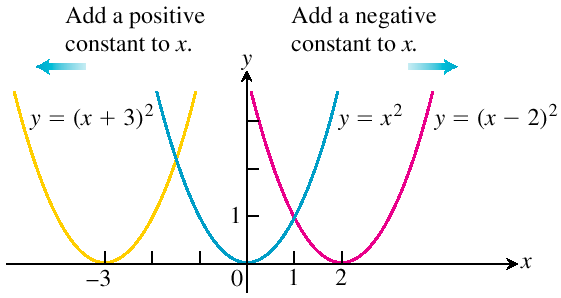 Add a positive
constant to x.
Add a negative
constant to x.
y
y = (x + 3)²
y = x²
y = (x − 2)²
1
x
−3
0
1
2